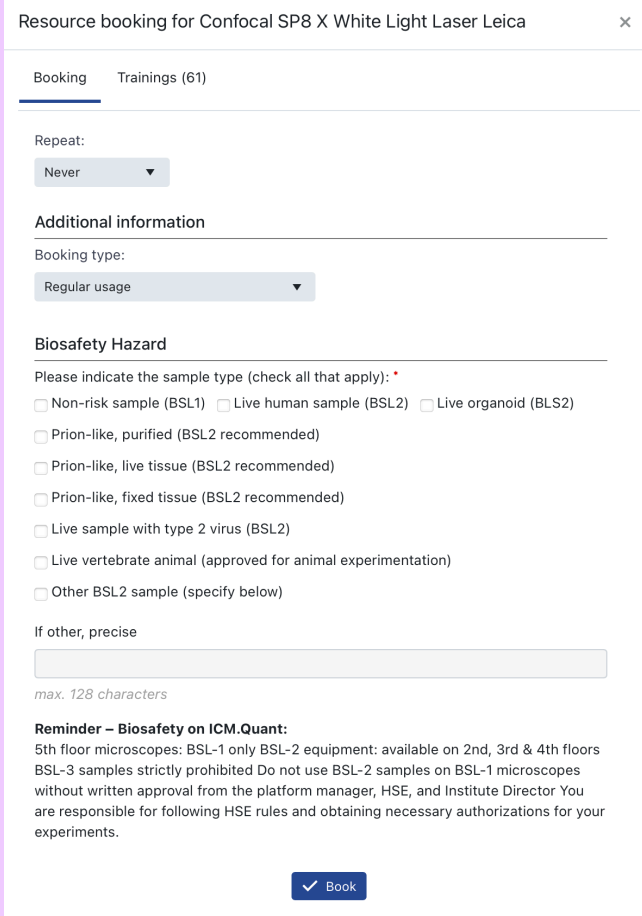 Resource booking for Confocal SP8 X White Light Laser Leica
×
Booking Trainings (61)
Repeat:
Never
Additional information
Booking type:
Regular usage
Biosafety Hazard
Please indicate the sample type (check all that apply): *
Non-risk sample (BSL1) Live human sample (BSL2) Live organoid (BLS2)
Prion-like, purified (BSL2 recommended)
Prion-like, live tissue (BSL2 recommended)
Prion-like, fixed tissue (BSL2 recommended)
Live sample with type 2 virus (BSL2)
Live vertebrate animal (approved for animal experimentation)
Other BSL2 sample (specify below)
If other, precise
max. 128 characters
Reminder – Biosafety on ICM.Quant:
5th floor microscopes: BSL-1 only BSL-2 equipment: available on 2nd, 3rd & 4th floors
BSL-3 samples strictly prohibited Do not use BSL-2 samples on BSL-1 microscopes
without written approval from the platform manager, HSE, and Institute Director You
are responsible for following HSE rules and obtaining necessary authorizations for your
experiments.
Book